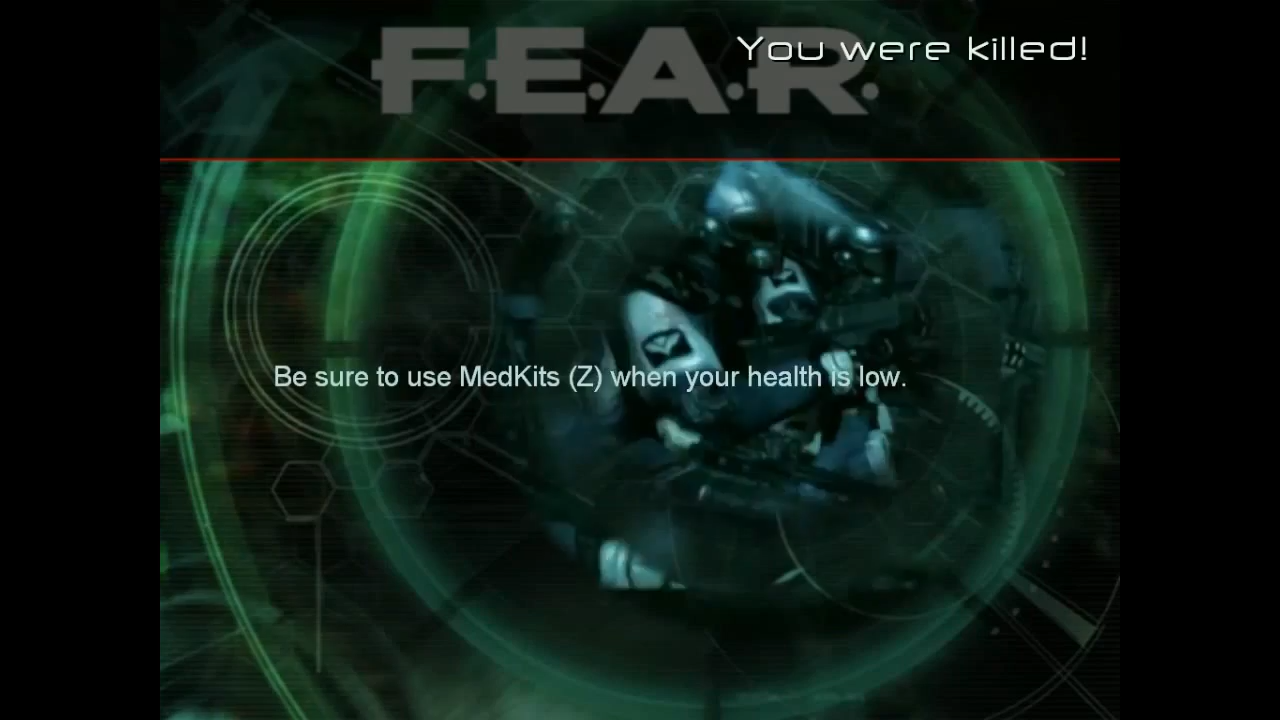 F.E.A.R.
You were killed!
Be sure to use MedKits (Z) when your health is low.